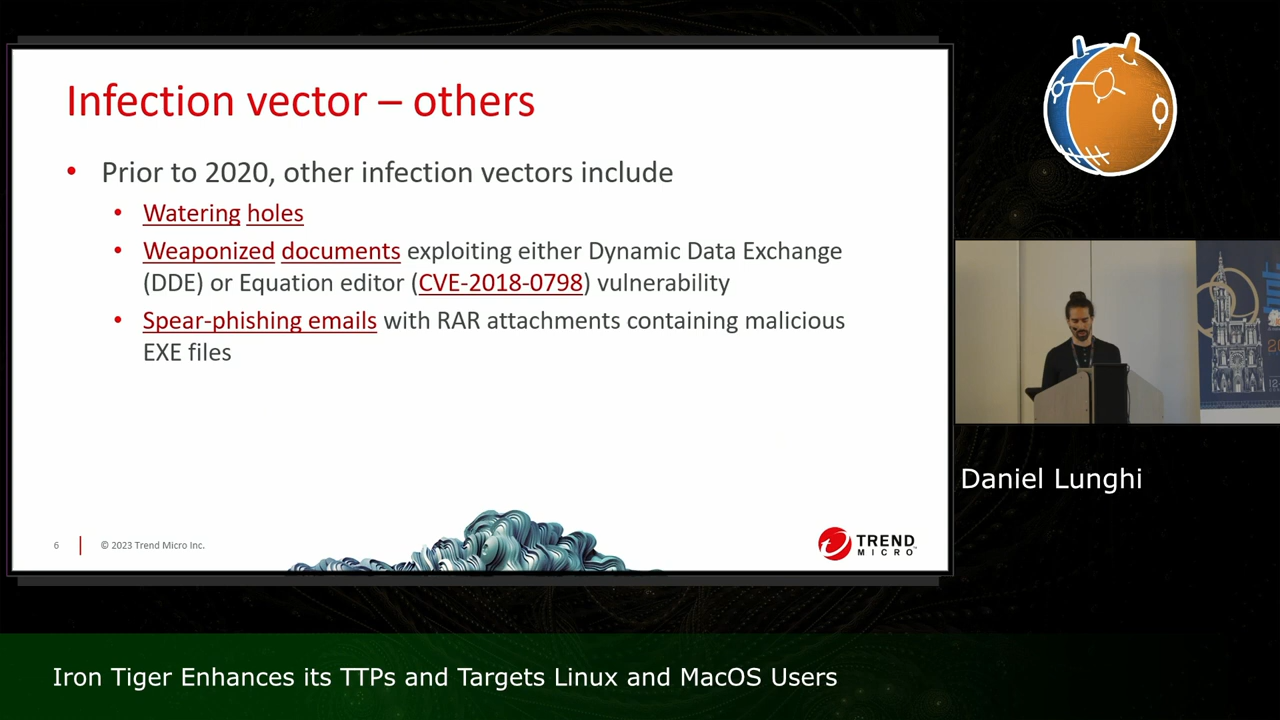 Infection vector – others
• Prior to 2020, other infection vectors include
• Watering holes
• Weaponized documents exploiting either Dynamic Data Exchange
(DDE) or Equation editor (CVE-2018-0798) vulnerability
• Spear-phishing emails with RAR attachments containing malicious
EXE files
6
© 2023 Trend Micro Inc.
TREND
MICRO
Daniel Lunghi
Iron Tiger Enhances its TTPs and Targets Linux and MacOS Users